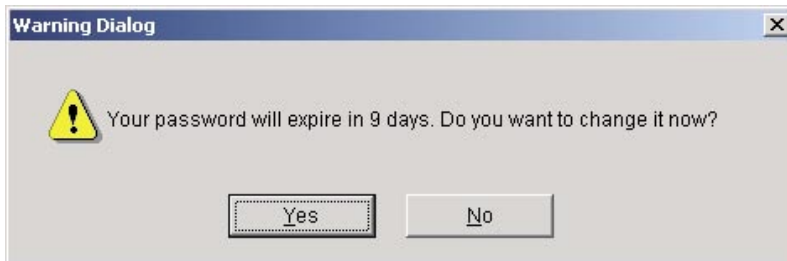 Warning Dialog
Your password will expire in 9 days. Do you want to change it now?
Yes
No